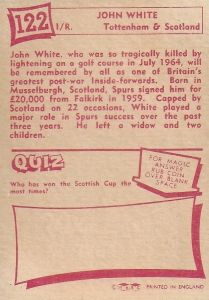 122
I/R.
JOHN WHITE
Tottenham & Scotland
John White, who was so tragically killed by
lightening on a golf course in July 1964, will
be remembered by all as one of Britain's
greatest post-war Inside-forwards. Born in
Musselburgh, Scotland, Spurs signed him for
£20,000 from Falkirk in 1959. Capped by
Scotland on 22 occasions, White played a
major role in Spurs success over the past
three years. He left a widow and two
children.
QUIZ
Who has won the Scottish Cup the
most times?
FOR MAGIC
ANSWER
RUB COIN
OVER BLANK
SPACE
PRINTED IN ENGLAND